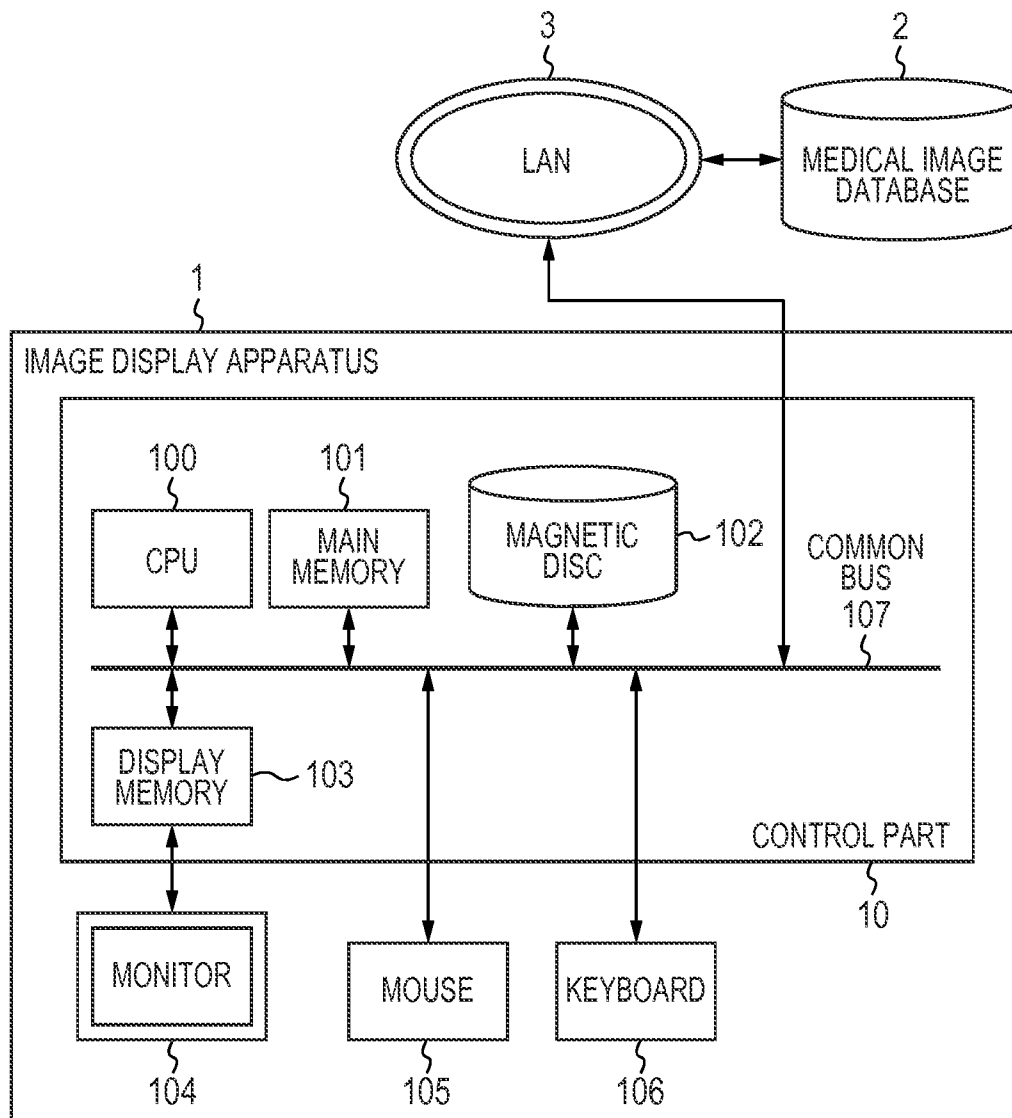 3
2
LAN
MEDICAL IMAGE
DATABASE
1
IMAGE DISPLAY APPARATUS
100
101
CPU
MAIN
MEMORY
MAGNETIC
DISC
102
COMMON
BUS
107
DISPLAY
MEMORY
103
CONTROL PART
10
MONITOR
MOUSE
KEYBOARD
104
105
106